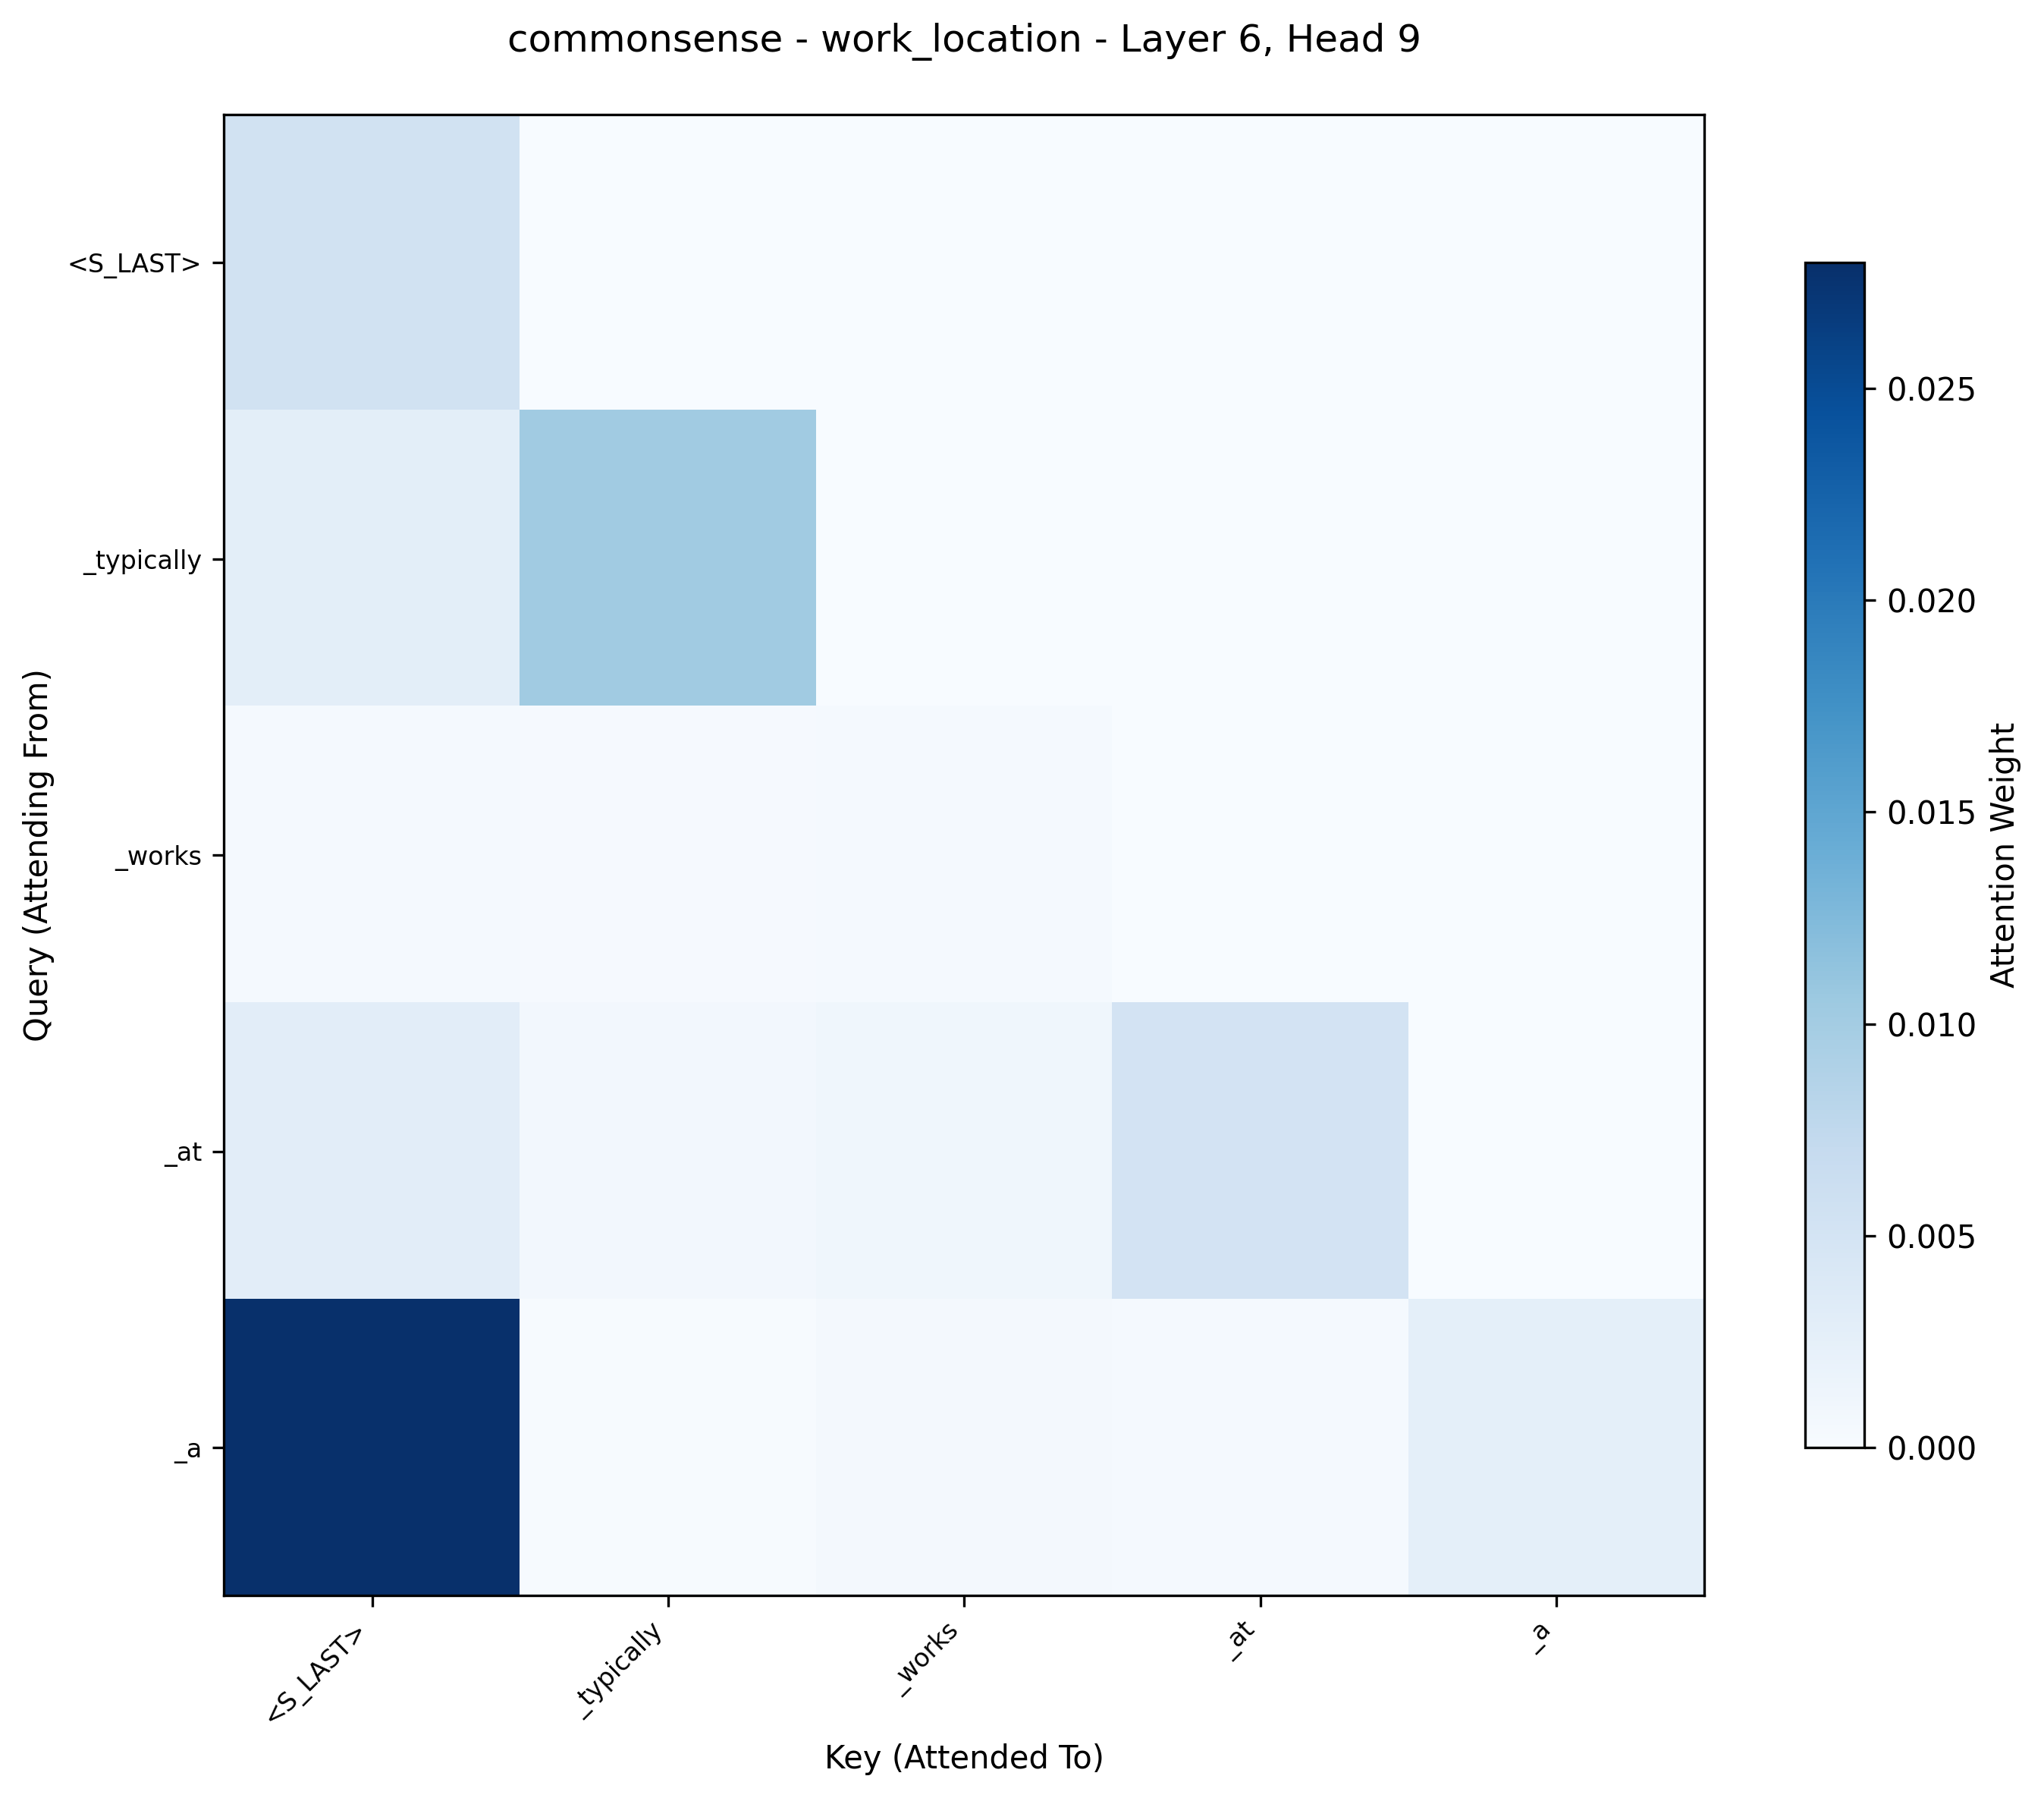 commonsense - work_location - Layer 6, Head 9
<S_LAST>
_typically
_works
_at
_a
Query (Attending From)
<S_LAST>
_typically
_works
_at
_a
Key (Attended To)
0.025
0.020
0.015
0.010
0.005
0.000
Attention Weight